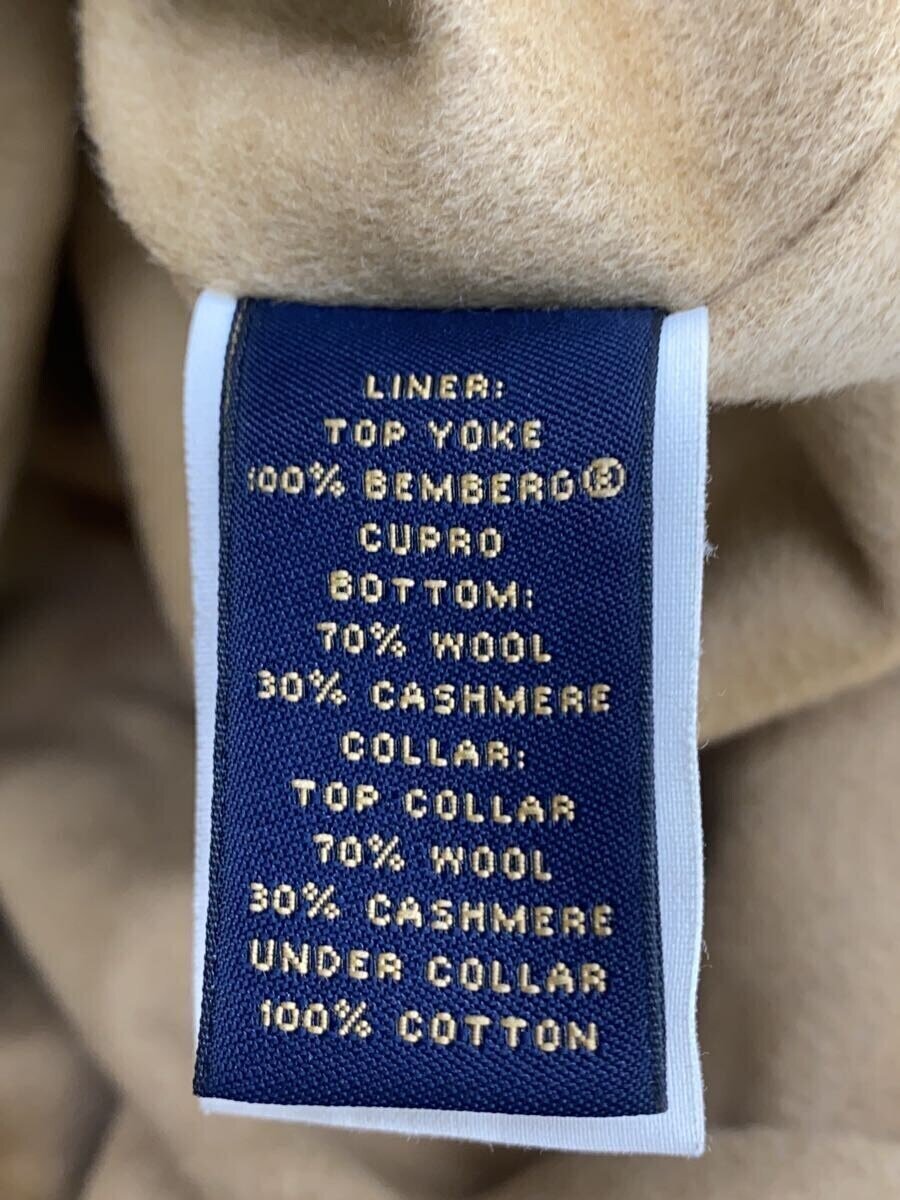 LINER:
TOP YOKE
100% BEMBERG®
CUPRO
BOTTOM:
70% WOOL
30% CASHMERE
COLLAR:
TOP COLLAR
70% WOOL
30% CASHMERE
UNDER COLLAR
100% COTTON